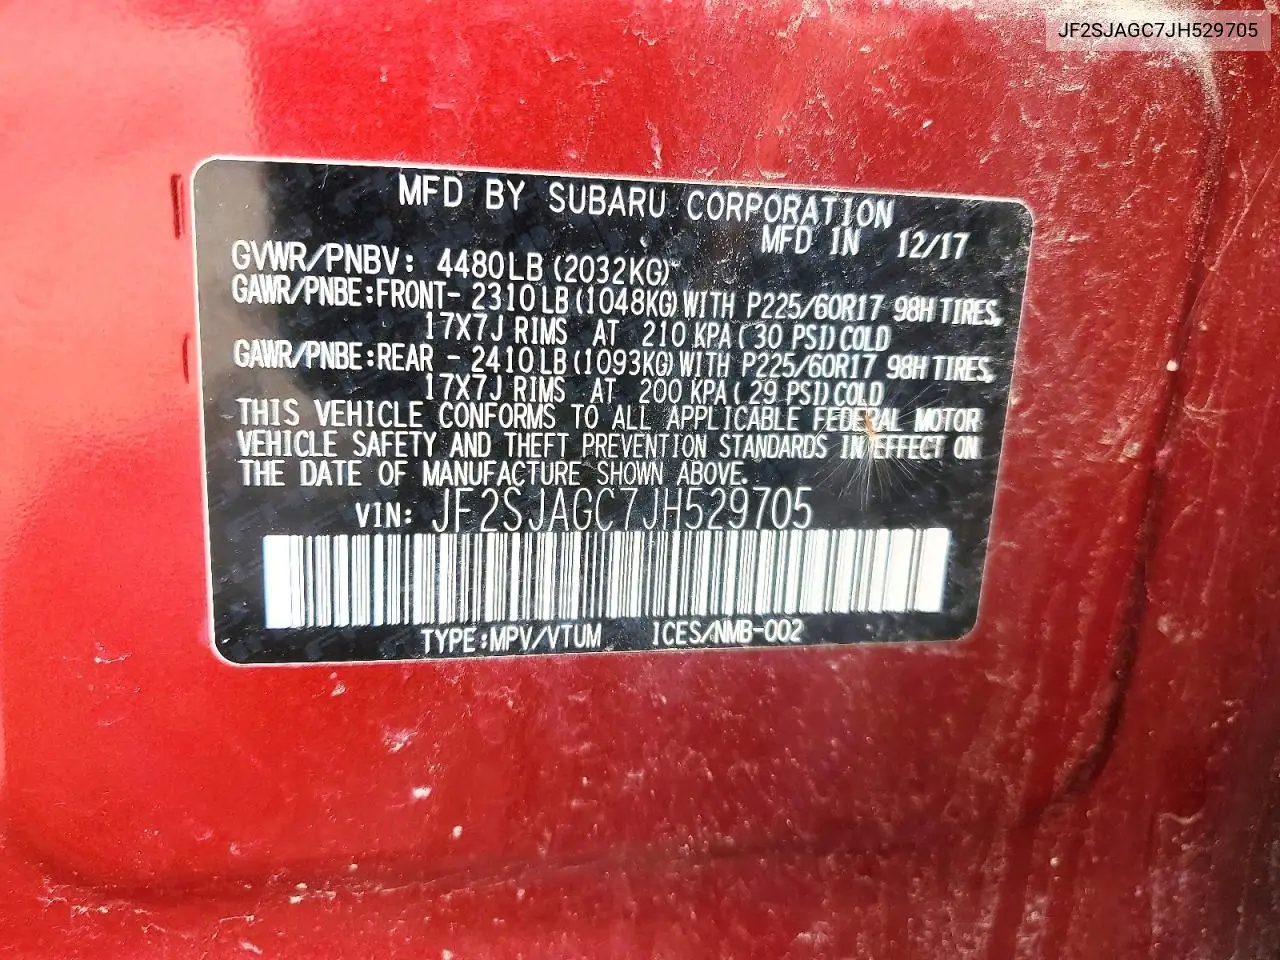 JF2SJAGC7JH529705
MFD BY SUBARU CORPORATION
MFD IN 12/17
GVWR/PNBV: 4480LB (2032KG)
GAWR/PNBE:FRONT- 2310LB(1048KG)WITH P225/60R17 98H TIRES,
17X7J RIMS AT 210 KPA(30 PSI)COLD
GAWR/PNBE:REAR - 2410LB(1093KG)WITH P225/60R17 98H TIRES,
17X7J RIMS AT 200 KPA(29 PSI)COLD
THIS VEHICLE CONFORMS TO ALL APPLICABLE FEDERAL MOTOR
VEHICLE SAFETY AND THEFT PREVENTION STANDARDS IN EFFECT ON
THE DATE OF MANUFACTURE SHOWN ABOVE.
VIN: JF2SJAGC7JH529705
TYPE:MPV/VTUM ICES/NMB-002